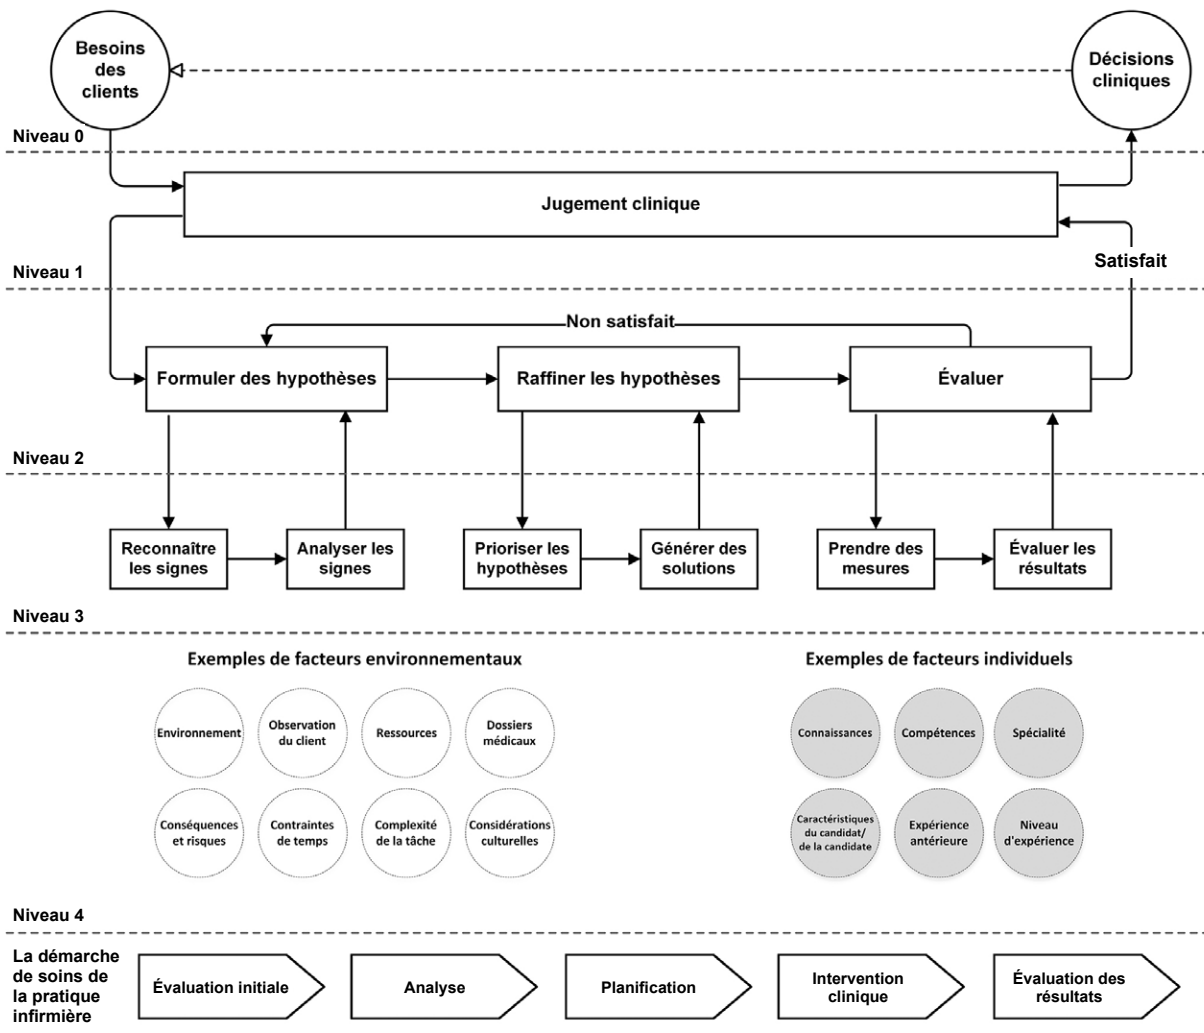 Besoins
des
clients
Décisions
cliniques
Niveau 0
Jugement clinique
Niveau 1
Satisfait
Non satisfait
Formuler des hypothèses
Raffiner les hypothèses
Évaluer
Niveau 2
Reconnaître
les signes
Analyser les
signes
Prioriser les
hypothèses
Générer des
solutions
Prendre des
mesures
Évaluer les
résultats
Niveau 3
Exemples de facteurs environnementaux
Environnement
Observation
du client
Ressources
Dossiers
médicaux
Conséquences
et risques
Contraintes
de temps
Complexité
de la tâche
Considérations
culturelles
Exemples de facteurs individuels
Connaissances
Compétences
Spécialité
Caractéristiques
du candidat/
de la candidate
Expérience
antérieure
Niveau
d'expérience
Niveau 4
La démarche
de soins de
la pratique
infirmière
Évaluation initiale
Analyse
Planification
Intervention
clinique
Évaluation des
résultats